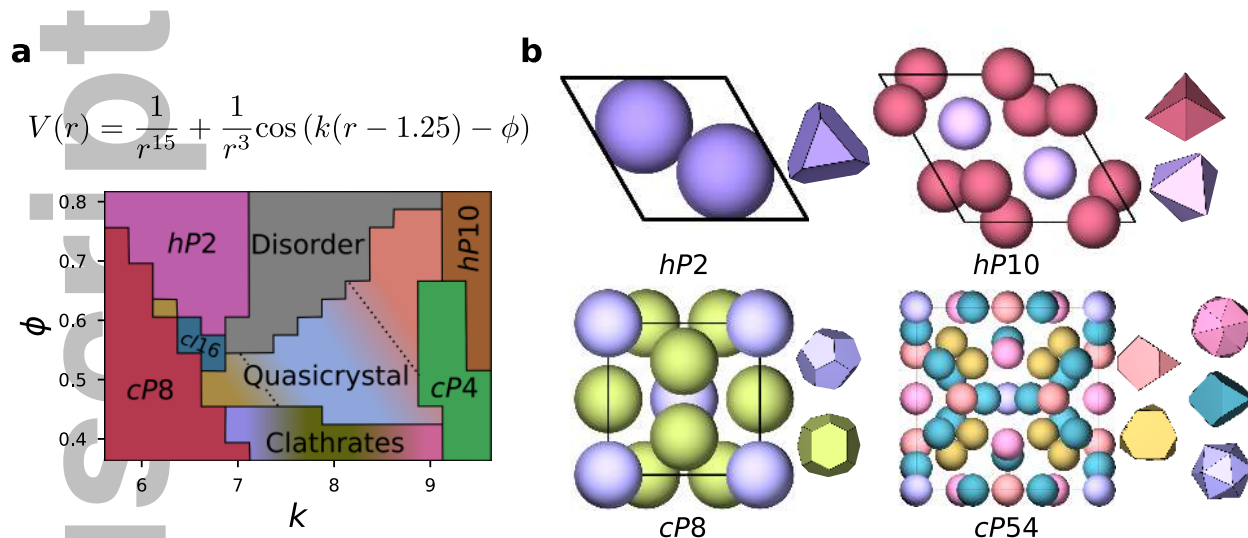 a
V(r) = 1/r^15 + 1/r^3 cos (k(r − 1.25) − ϕ)
0.8
0.7
0.6
0.5
0.4
ϕ
hP2
Disorder
hP10
cI16
cP8
Quasicrystal
cP4
Clathrates
6
7
8
9
k
b
hP2
hP10
cP8
cP54